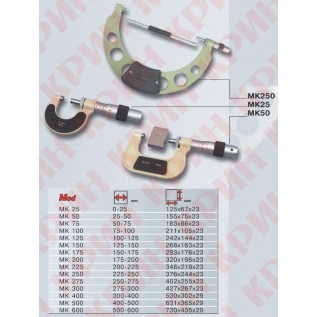 MK250
MK25
MK50
Mod mm mm
MK 25 0-25 125x67x23
MK 50 25-50 155x75x23
MK 75 50-75 183x86x23
MK 100 75-100 211x105x23
MK 125 100-125 242x144x23
MK 150 125-150 268x163x23
MK 175 150-175 293x176x23
MK 200 175-200 320x196x23
MK 225 200-225 348x219x23
MK 250 225-250 376x244x23
MK 275 250-275 402x255x23
MK 300 275-300 427x267x23
MK 400 300-400 530x302x29
MK 500 400-500 631x365x29
MK 600 500-600 730x435x29